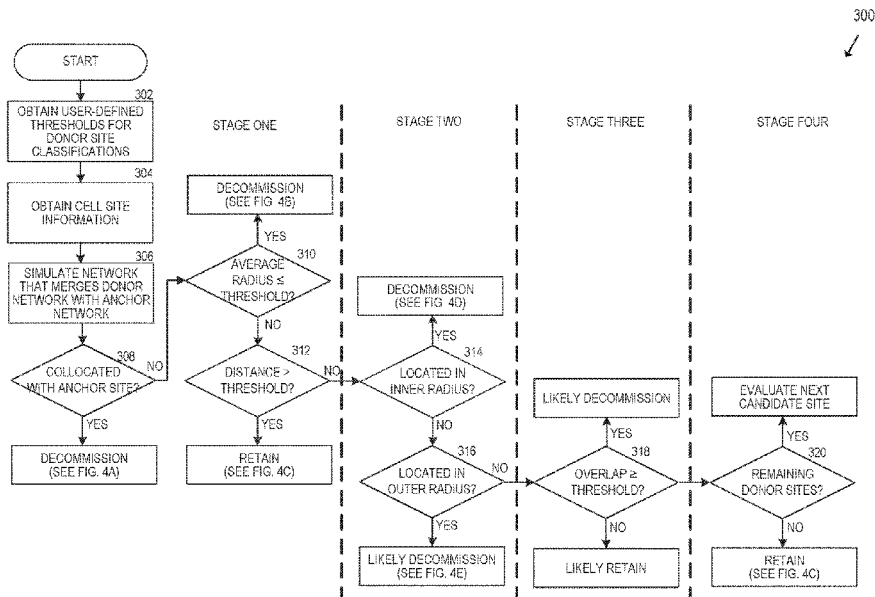 300
START
302
OBTAIN USER-DEFINED
THRESHOLDS FOR
DONOR SITE
CLASSIFICATIONS
304
OBTAIN CELL SITE
INFORMATION
306
SIMULATE NETWORK
THAT MERGES DONOR
NETWORK WITH ANCHOR
NETWORK
308
COLLOCATED
WITH ANCHOR SITE?
NO
YES
DECOMMISSION
(SEE FIG. 4A)
STAGE ONE
DECOMMISSION
(SEE FIG. 4B)
YES
310
AVERAGE
RADIUS ≤
THRESHOLD?
NO
312
DISTANCE >
THRESHOLD?
NO
YES
RETAIN
(SEE FIG. 4C)
STAGE TWO
DECOMMISSION
(SEE FIG. 4D)
YES
314
LOCATED IN
INNER RADIUS?
NO
316
LOCATED IN
OUTER RADIUS?
NO
YES
LIKELY DECOMMISSION
(SEE FIG. 4E)
STAGE THREE
LIKELY DECOMMISSION
YES
318
OVERLAP ≥
THRESHOLD?
NO
LIKELY RETAIN
STAGE FOUR
EVALUATE NEXT
CANDIDATE SITE
YES
320
REMAINING
DONOR SITES?
NO
RETAIN
(SEE FIG. 4C)